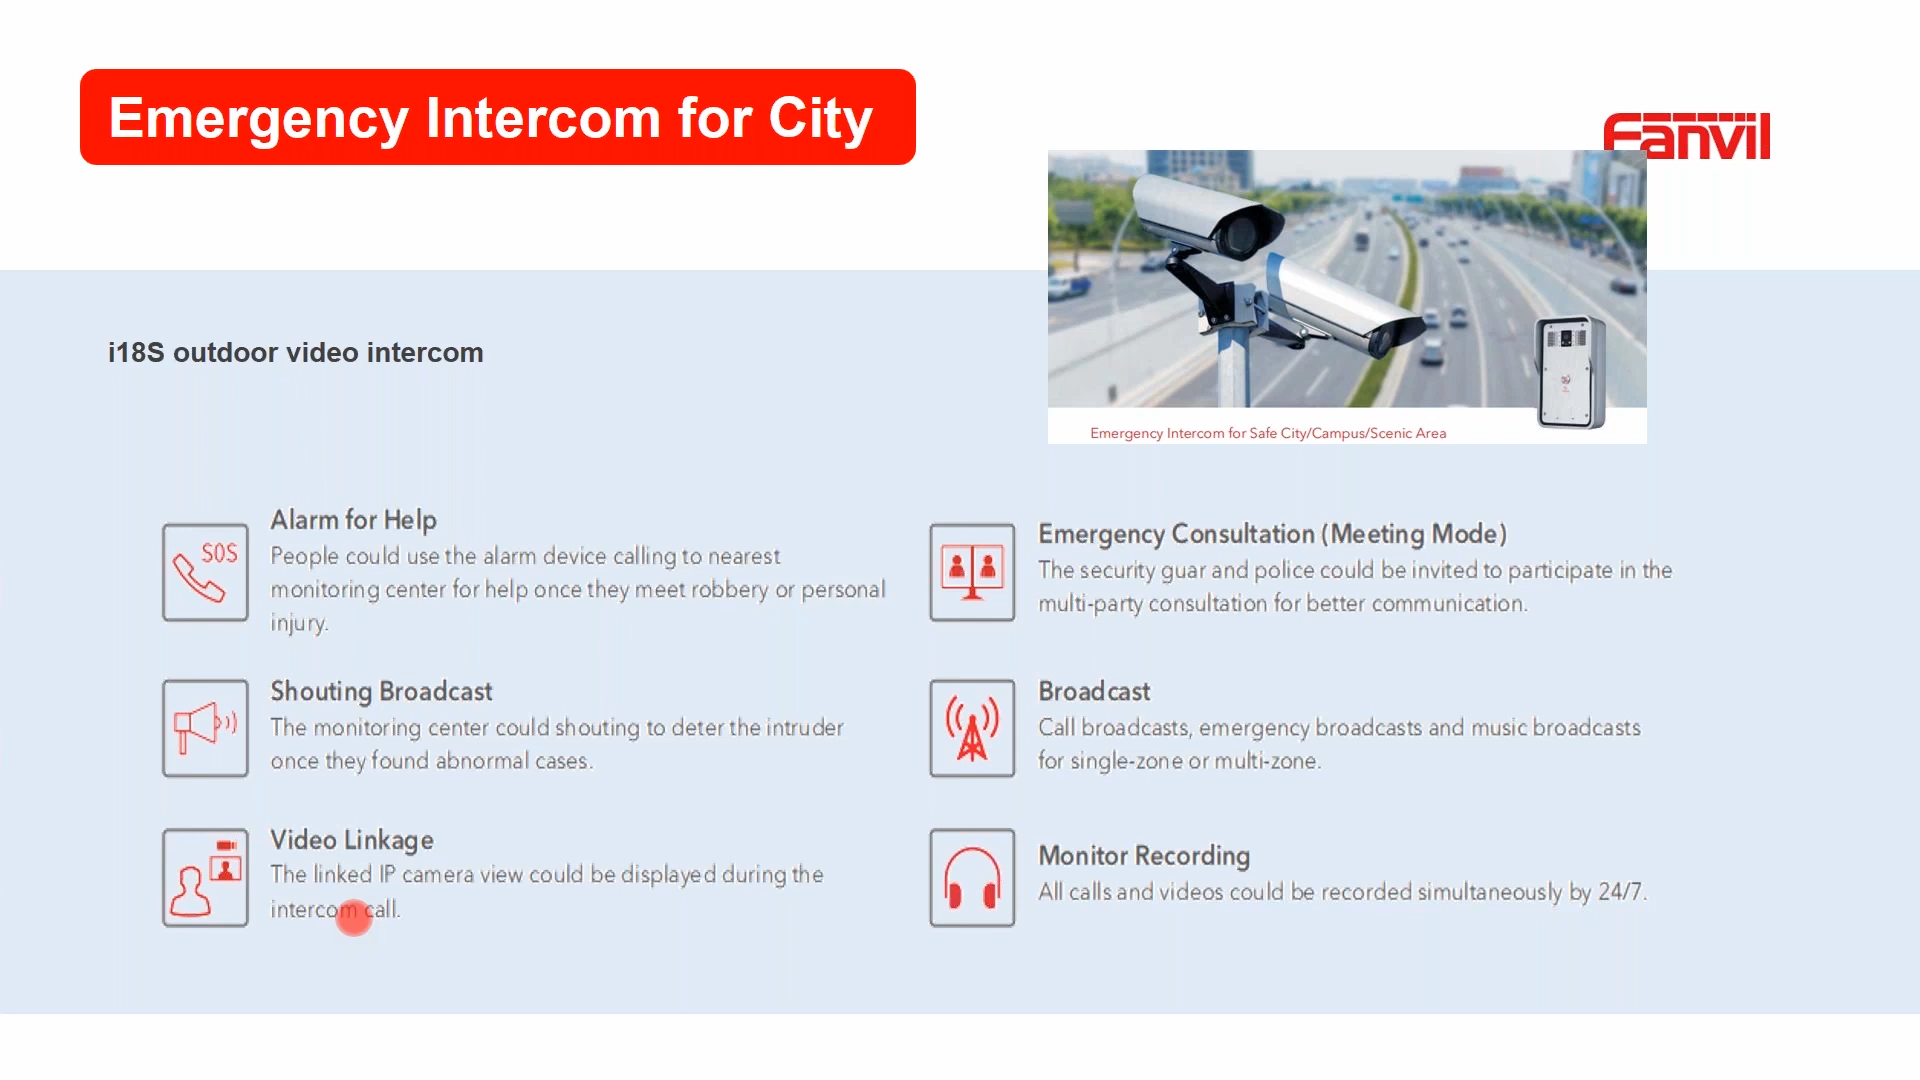 Emergency Intercom for City
Fanvil
i18S outdoor video intercom
Emergency Intercom for Safe City/Campus/Scenic Area
SOS
Alarm for Help
People could use the alarm device calling to nearest
monitoring center for help once they meet robbery or personal
injury.
Shouting Broadcast
The monitoring center could shouting to deter the intruder
once they found abnormal cases.
Video Linkage
The linked IP camera view could be displayed during the
intercom call.
Emergency Consultation (Meeting Mode)
The security guar and police could be invited to participate in the
multi-party consultation for better communication.
Broadcast
Call broadcasts, emergency broadcasts and music broadcasts
for single-zone or multi-zone.
Monitor Recording
All calls and videos could be recorded simultaneously by 24/7.